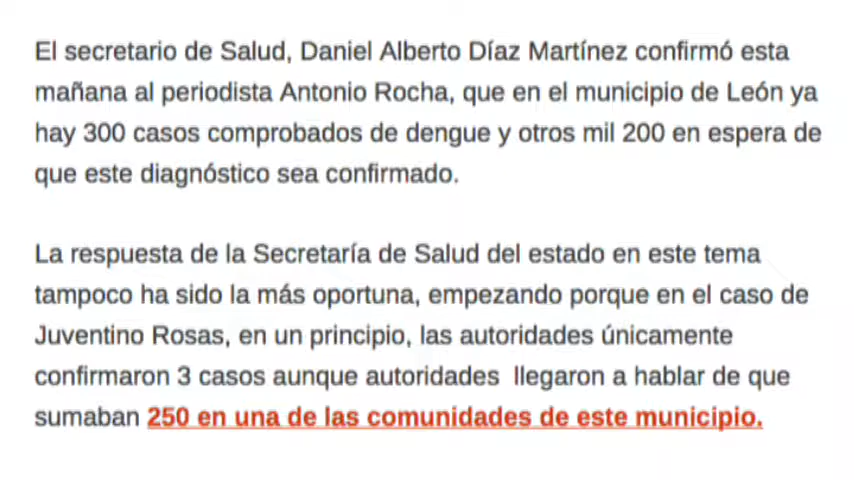 El secretario de Salud, Daniel Alberto Díaz Martínez confirmó esta
mañana al periodista Antonio Rocha, que en el municipio de León ya
hay 300 casos comprobados de dengue y otros mil 200 en espera de
que este diagnóstico sea confirmado.
La respuesta de la Secretaría de Salud del estado en este tema
tampoco ha sido la más oportuna, empezando porque en el caso de
Juventino Rosas, en un principio, las autoridades únicamente
confirmaron 3 casos aunque autoridades  llegaron a hablar de que
sumaban 250 en una de las comunidades de este municipio.